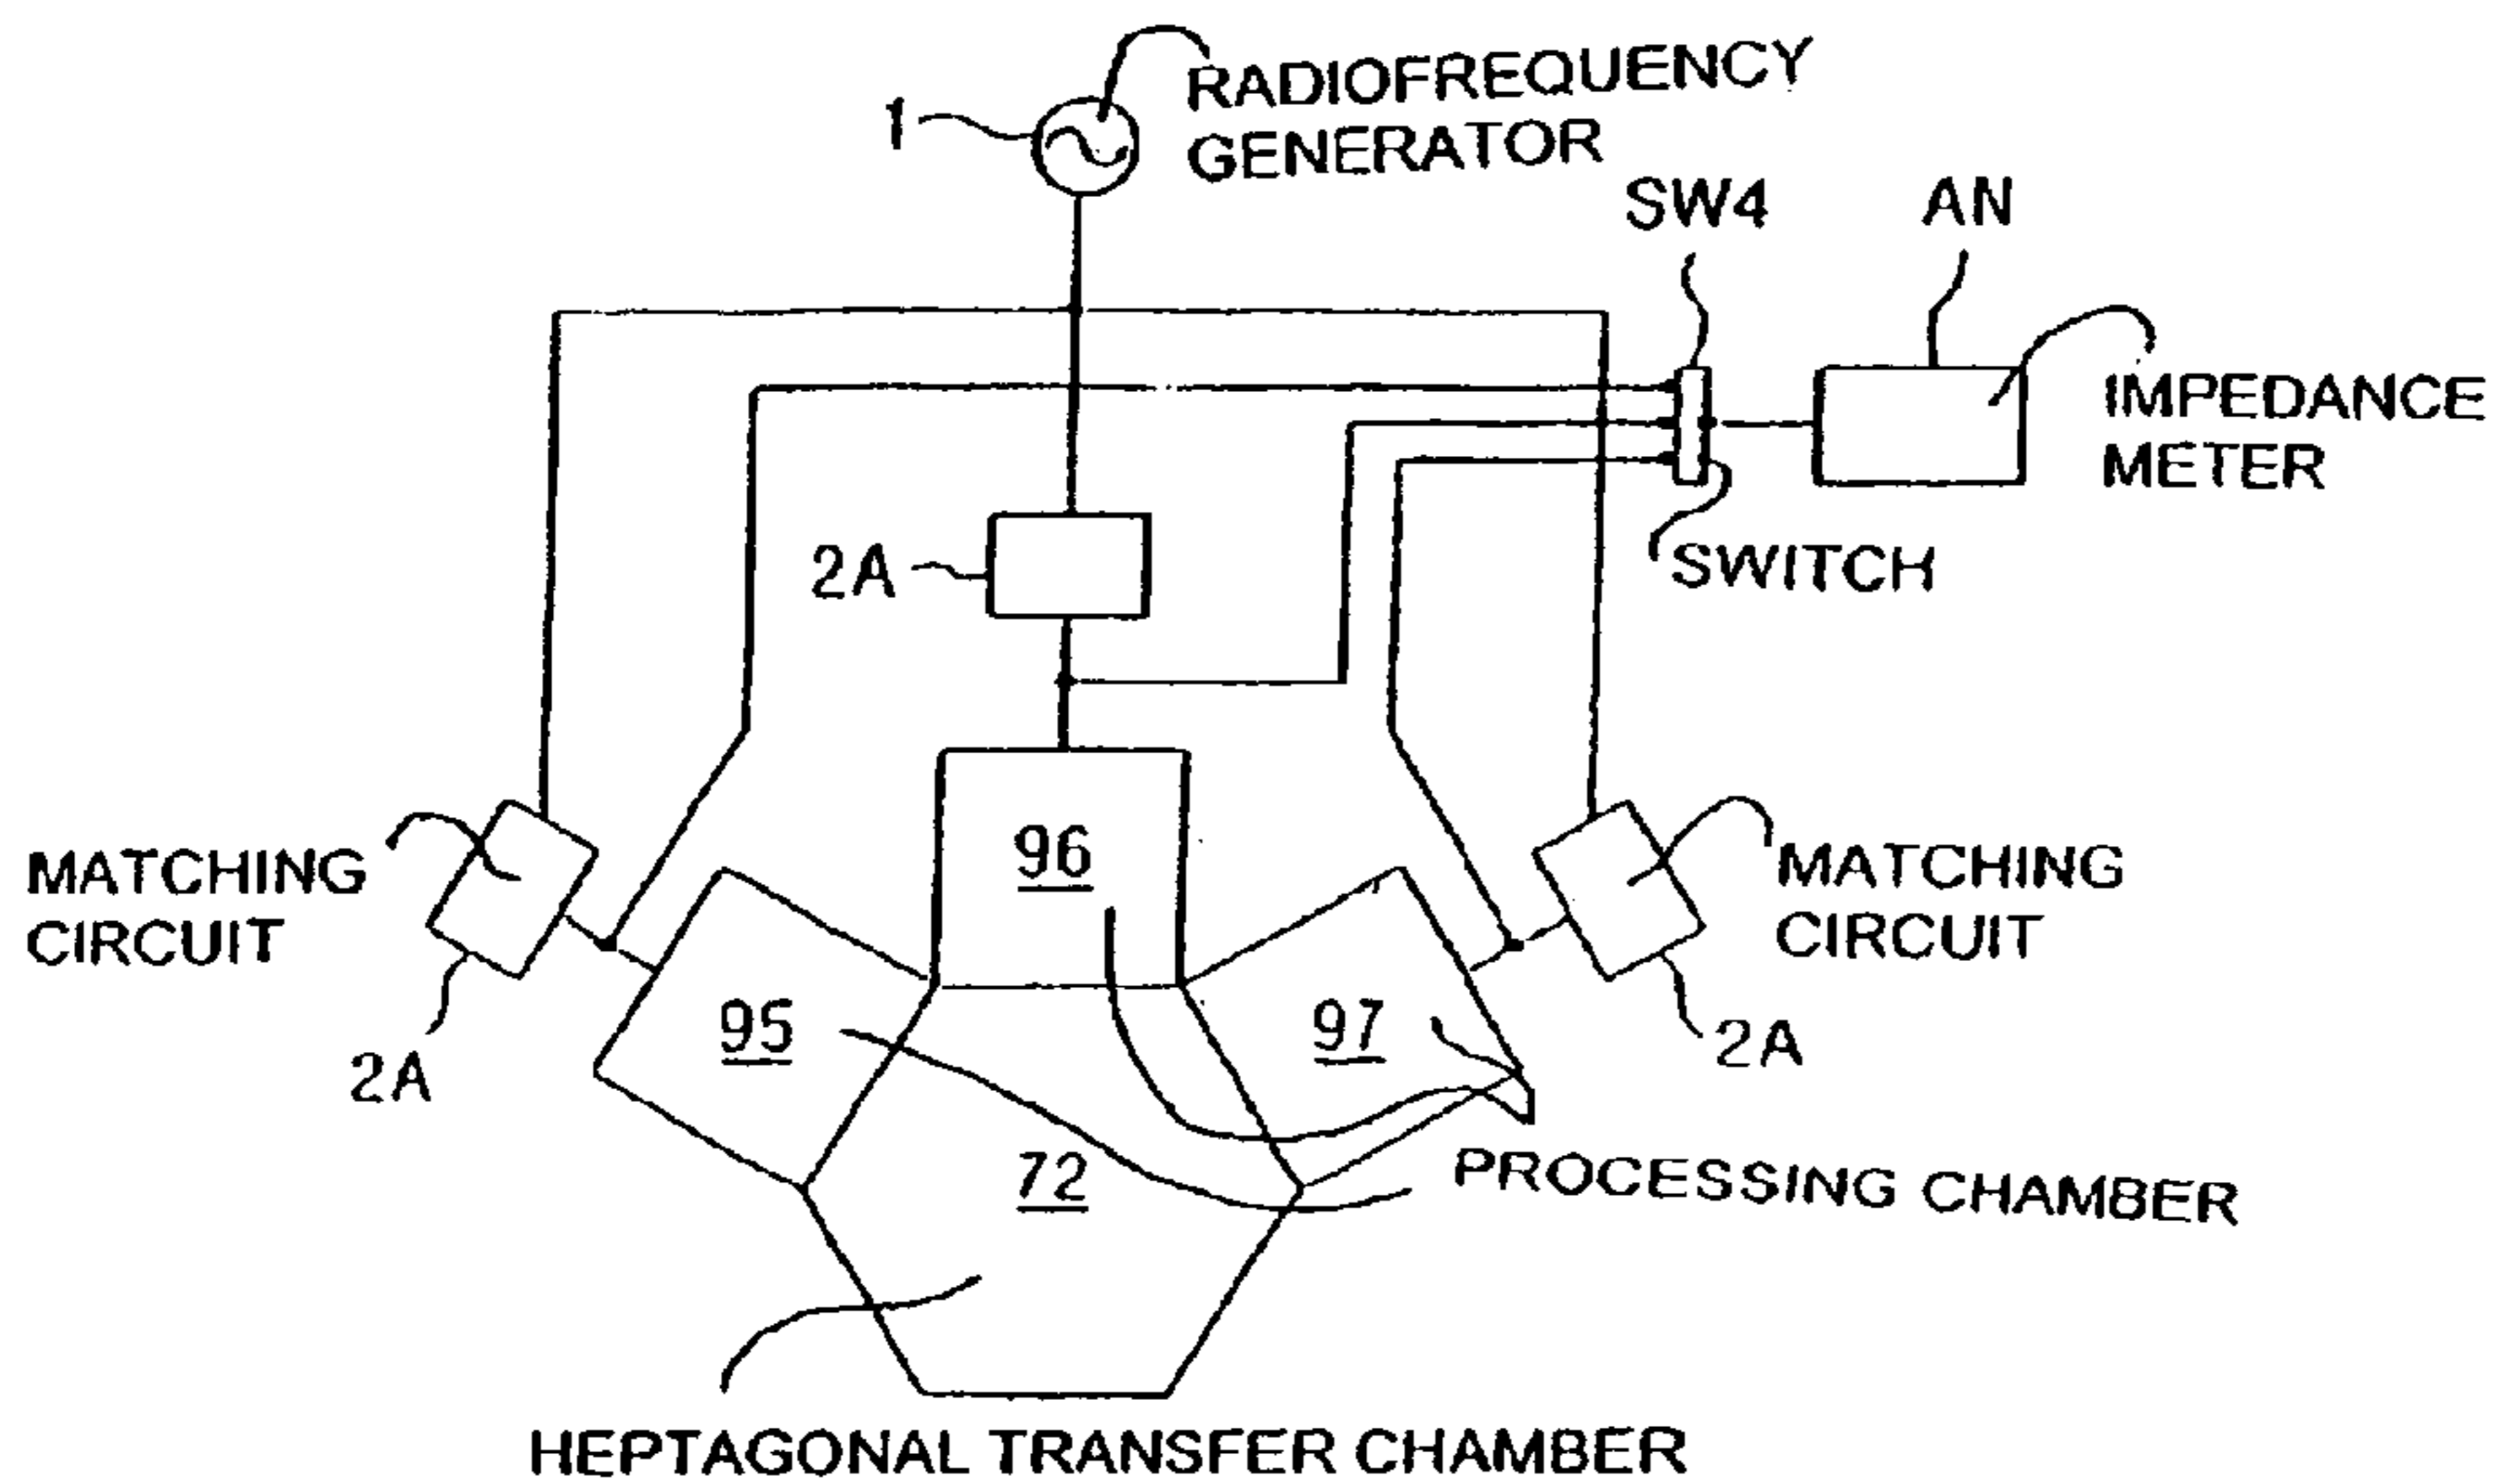 RADIOFREQUENCY
GENERATOR
1
SW4
AN
IMPEDANCE
METER
SWITCH
2A
96
MATCHING
CIRCUIT
MATCHING
CIRCUIT
95
97
2A
2A
72
PROCESSING CHAMBER
HEPTAGONAL TRANSFER CHAMBER